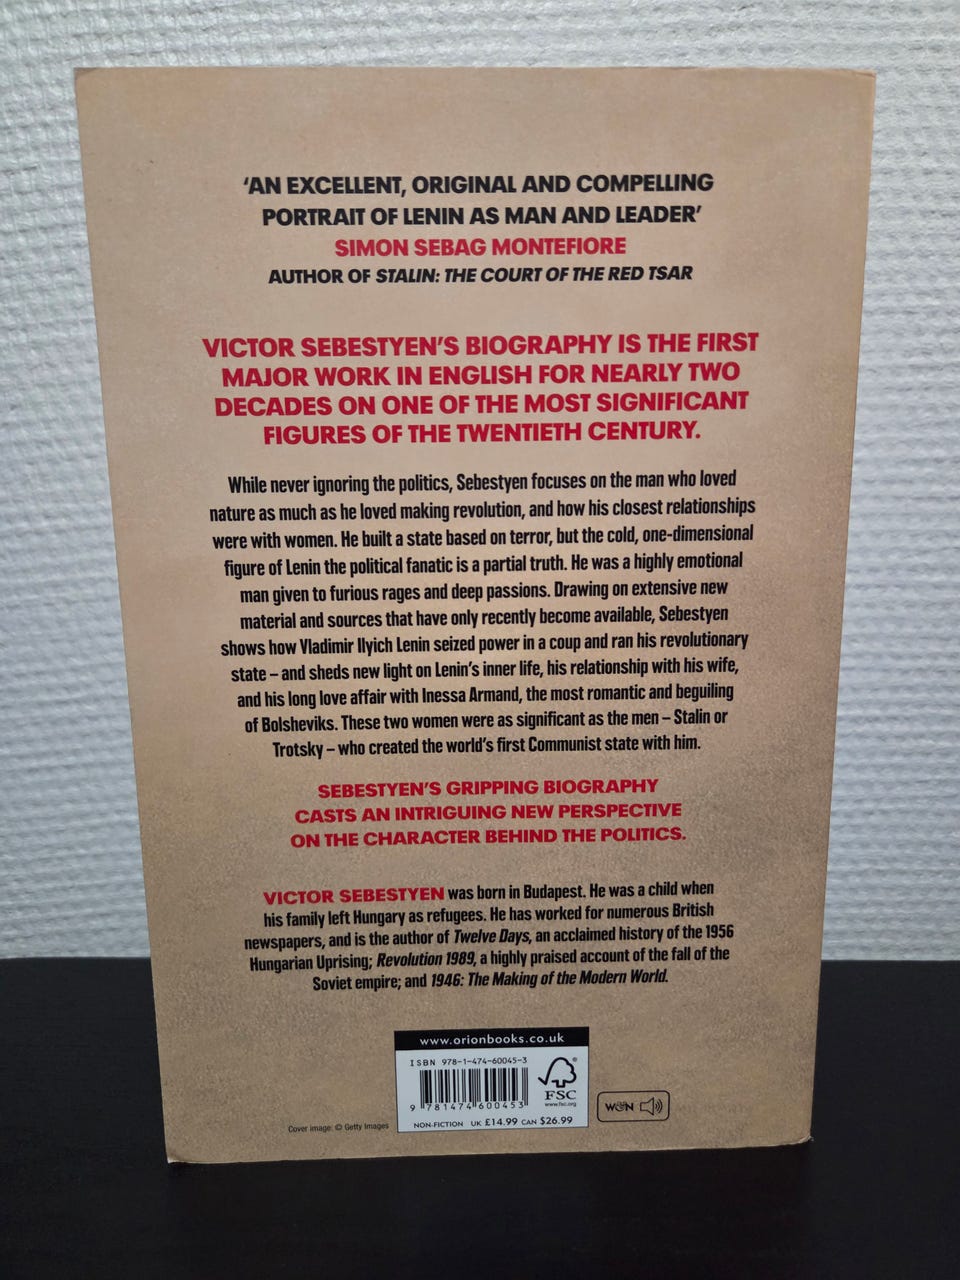 ‘AN EXCELLENT, ORIGINAL AND COMPELLING
PORTRAIT OF LENIN AS MAN AND LEADER’
SIMON SEBAG MONTEFIORE
AUTHOR OF STALIN: THE COURT OF THE RED TSAR
VICTOR SEBESTYEN’S BIOGRAPHY IS THE FIRST
MAJOR WORK IN ENGLISH FOR NEARLY TWO
DECADES ON ONE OF THE MOST SIGNIFICANT
FIGURES OF THE TWENTIETH CENTURY.
While never ignoring the politics, Sebestyen focuses on the man who loved
nature as much as he loved making revolution, and how his closest relationships
were with women. He built a state based on terror, but the cold, one-dimensional
figure of Lenin the political fanatic is a partial truth. He was a highly emotional
man given to furious rages and deep passions. Drawing on extensive new
material and sources that have only recently become available, Sebestyen
shows how Vladimir Ilyich Lenin seized power in a coup and ran his revolutionary
state – and sheds new light on Lenin’s inner life, his relationship with his wife,
and his long love affair with Inessa Armand, the most romantic and beguiling
of Bolsheviks. These two women were as significant as the men – Stalin or
Trotsky – who created the world’s first Communist state with him.
SEBESTYEN’S GRIPPING BIOGRAPHY
CASTS AN INTRIGUING NEW PERSPECTIVE
ON THE CHARACTER BEHIND THE POLITICS.
VICTOR SEBESTYEN was born in Budapest. He was a child when
his family left Hungary as refugees. He has worked for numerous British
newspapers, and is the author of Twelve Days, an acclaimed history of the 1956
Hungarian Uprising; Revolution 1989, a highly praised account of the fall of the
Soviet empire; and 1946: The Making of the Modern World.
www.orionbooks.co.uk
ISBN 978-1-474-60045-3
9 781474 600453
FSC®
www.fsc.org
NON-FICTION UK £14.99 CAN $26.99
W&N
Cover image: © Getty Images